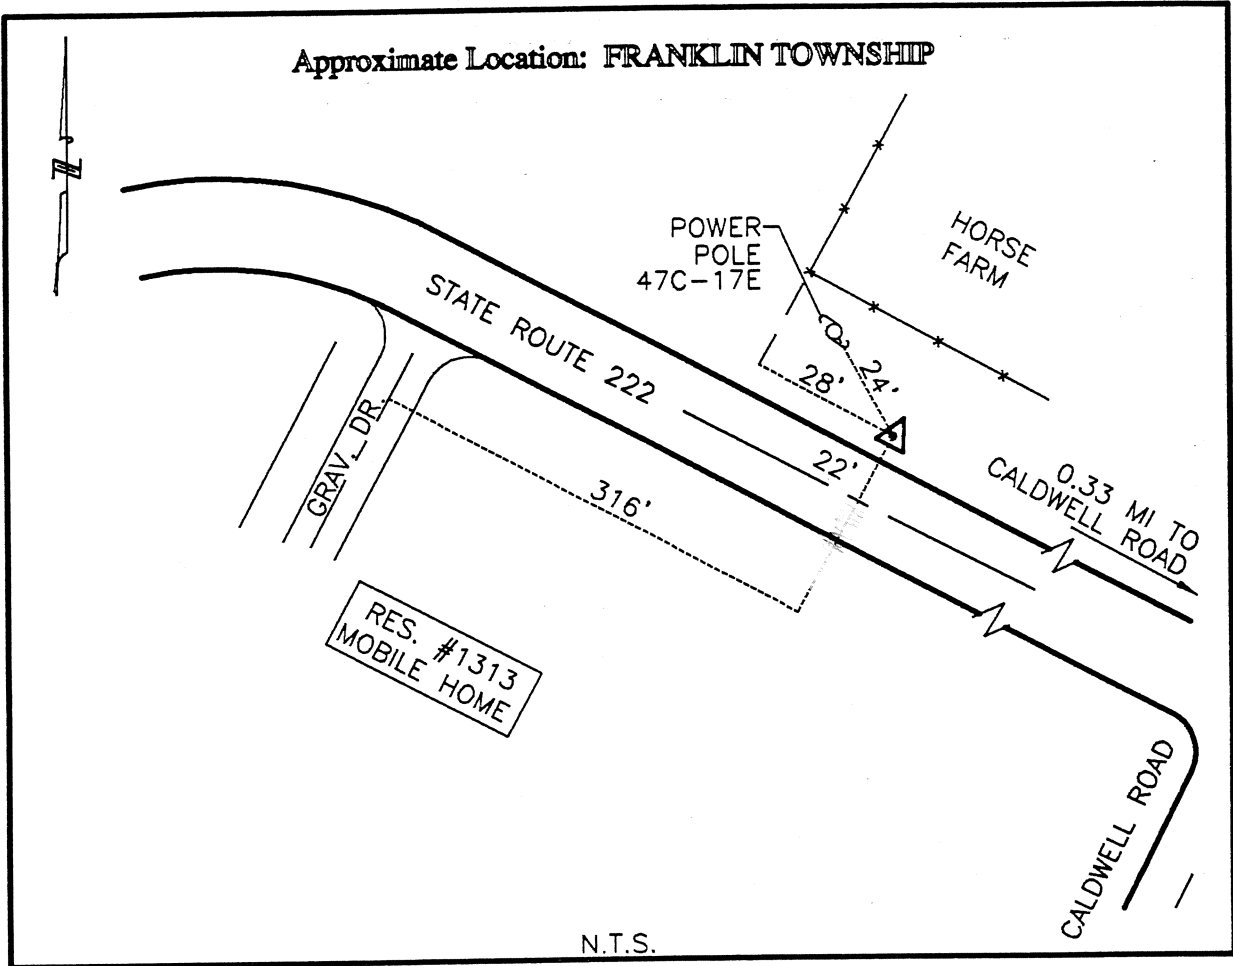 Approximate Location: FRANKLIN TOWNSHIP
N
POWER
POLE
47C-17E
HORSE
FARM
STATE ROUTE 222
28'
24'
22'
0.33 MI TO
CALDWELL ROAD
GRAV. DR.
316'
RES. #1313
MOBILE HOME
CALDWELL ROAD
N.T.S.